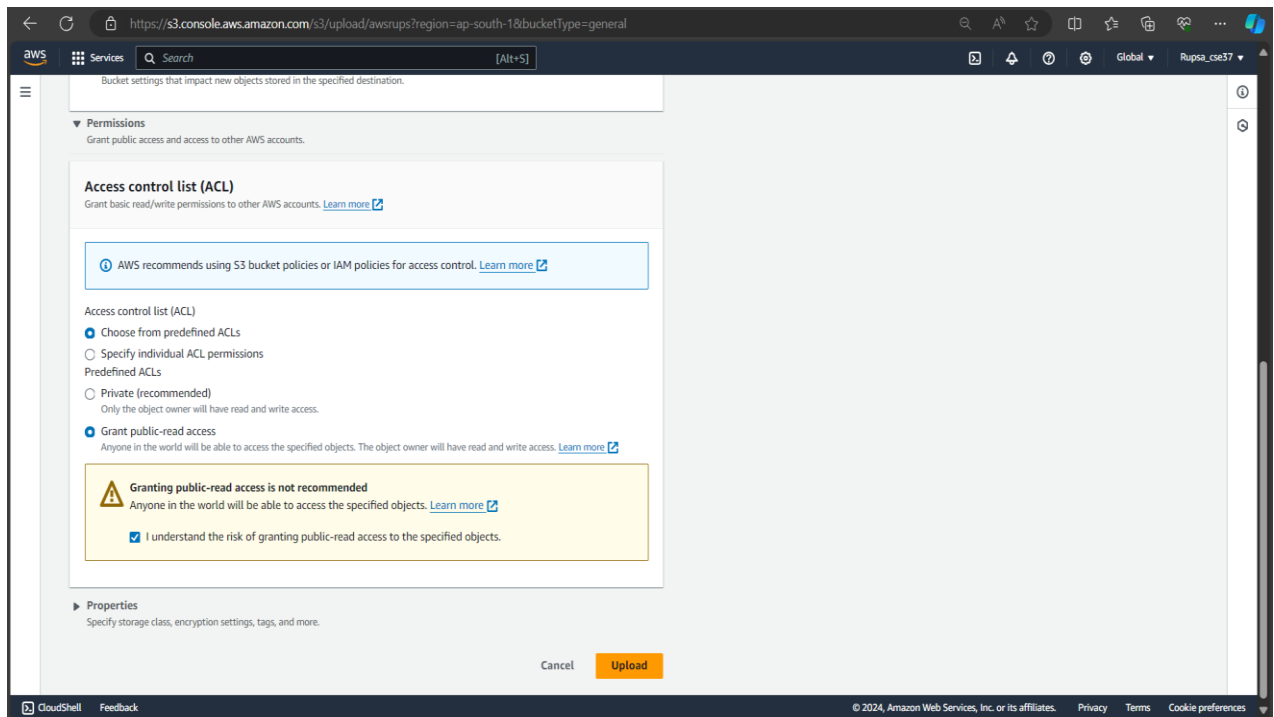 https://s3.console.aws.amazon.com/s3/upload/awsrups?region=ap-south-1&bucketType=general
aws
Services
Search
[Alt+S]
Global
Rupsa_cse37
Bucket settings that impact new objects stored in the specified destination.
Permissions
Grant public access and access to other AWS accounts.
Access control list (ACL)
Grant basic read/write permissions to other AWS accounts. Learn more
AWS recommends using S3 bucket policies or IAM policies for access control. Learn more
Access control list (ACL)
Choose from predefined ACLs
Specify individual ACL permissions
Predefined ACLs
Private (recommended)
Only the object owner will have read and write access.
Grant public-read access
Anyone in the world will be able to access the specified objects. The object owner will have read and write access. Learn more
Granting public-read access is not recommended
Anyone in the world will be able to access the specified objects. Learn more
I understand the risk of granting public-read access to the specified objects.
Properties
Specify storage class, encryption settings, tags, and more.
Cancel
Upload
CloudShell
Feedback
© 2024, Amazon Web Services, Inc. or its affiliates.
Privacy
Terms
Cookie preferences